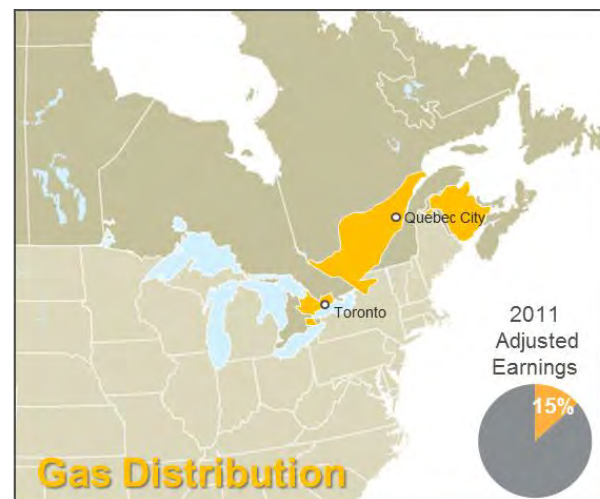 Quebec City
Toronto
2011
Adjusted
Earnings
15%
Gas Distribution